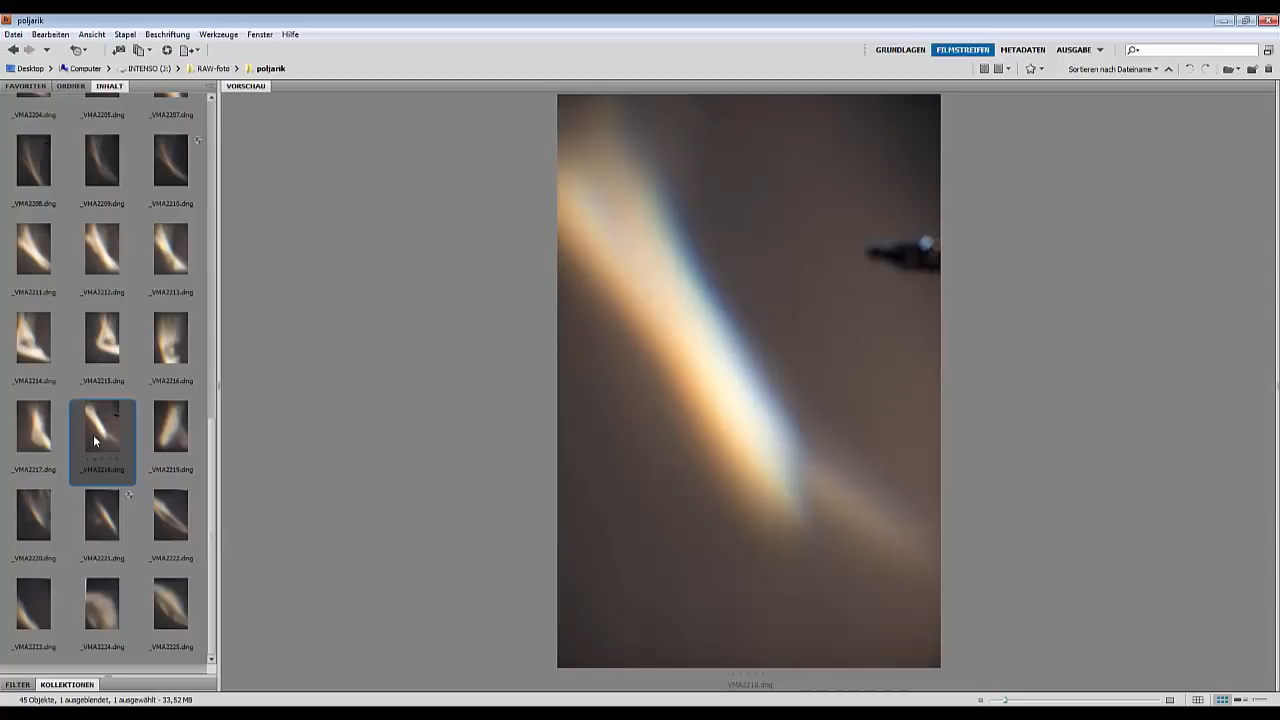 poljarik
Datei Bearbeiten Ansicht Stapel Beschriftung Werkzeuge Fenster Hilfe
GRUNDLAGEN FILMSTREIFEN METADATEN AUSGABE
Desktop Computer INTENSO (J:) RAW-foto poljarik Sortieren nach Dateiname
FAVORITEN ORDNER INHALT VORSCHAU
_VMA2204.dng _VMA2205.dng _VMA2207.dng
_VMA2208.dng _VMA2209.dng _VMA2210.dng
_VMA2211.dng _VMA2212.dng _VMA2213.dng
_VMA2214.dng _VMA2215.dng _VMA2216.dng
_VMA2217.dng _VMA2218.dng _VMA2219.dng
_VMA2220.dng _VMA2221.dng _VMA2222.dng
_VMA2223.dng _VMA2224.dng _VMA2225.dng
_VMA2218.dng
FILTER KOLLEKTIONEN
45 Objekte, 1 ausgeblendet, 1 ausgewählt - 33,52 MB